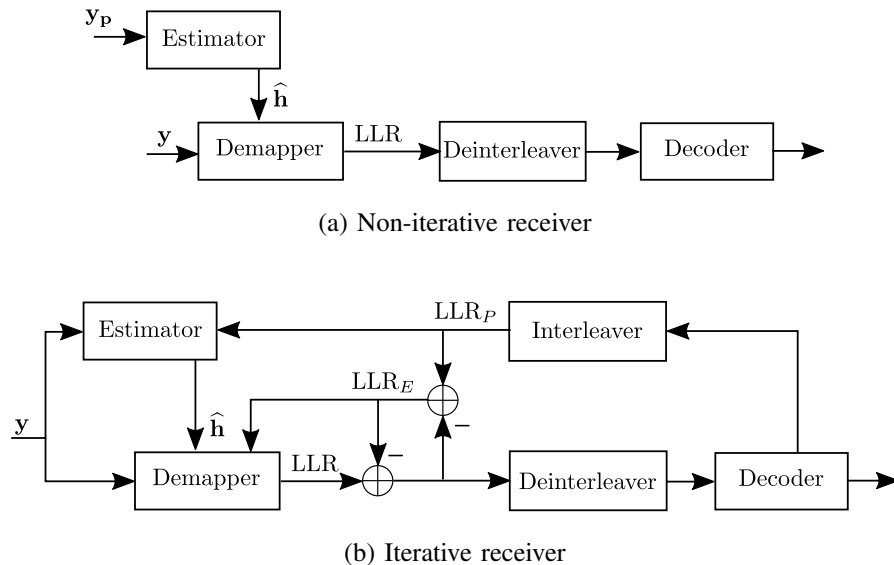 y_p
Estimator
ĥ
y
Demapper
LLR
Deinterleaver
Decoder
(a) Non-iterative receiver
Estimator
LLR_P
Interleaver
LLR_E
y
ĥ
−
−
Demapper
LLR
Deinterleaver
Decoder
(b) Iterative receiver